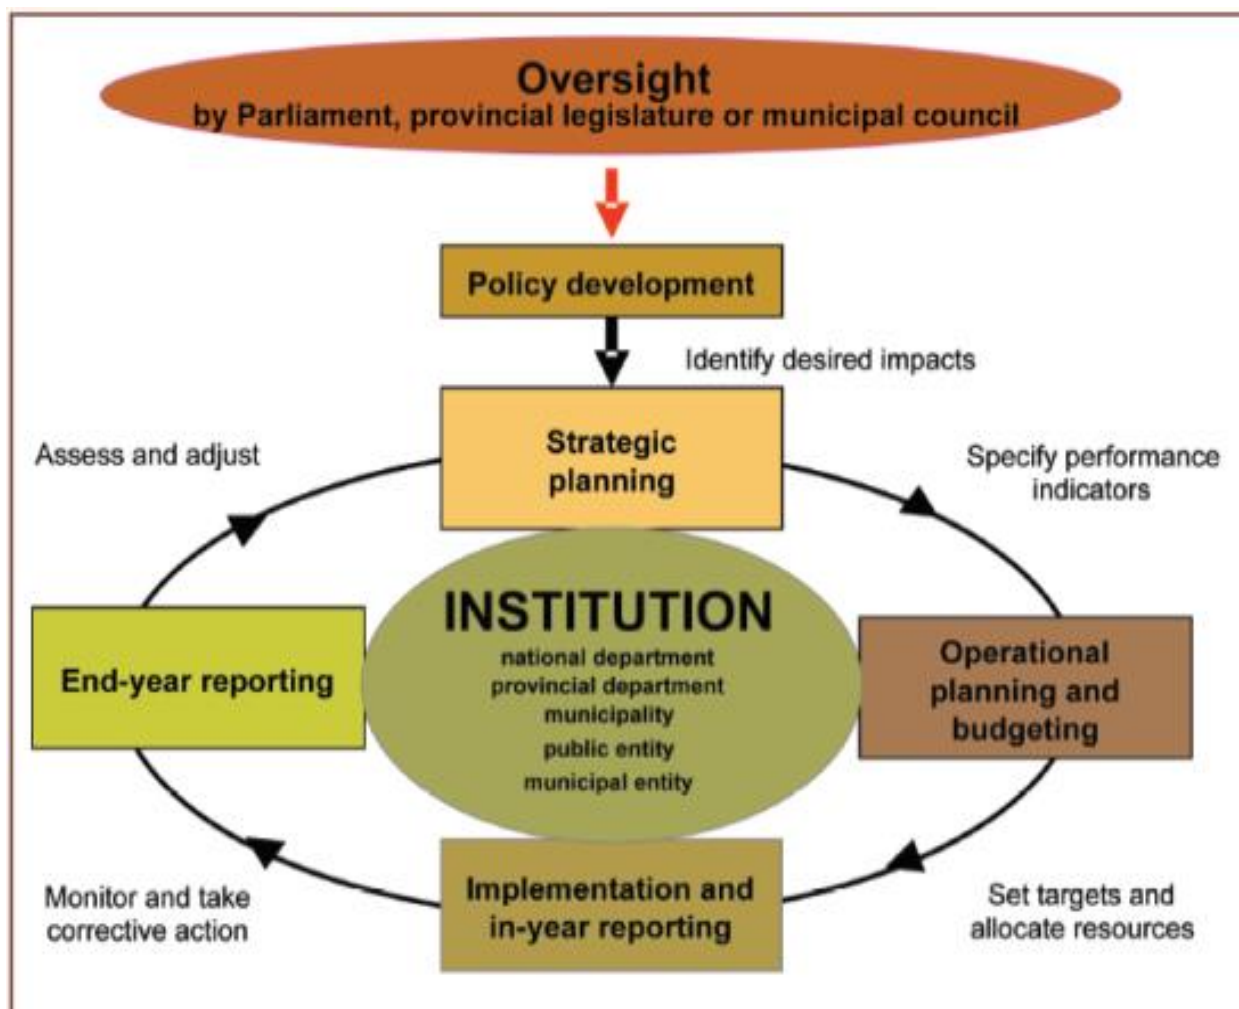 Oversight
by Parliament, provincial legislature or municipal council
Policy development
Identify desired impacts
Strategic
planning
Assess and adjust
Specify performance
indicators
INSTITUTION
national department
provincial department
municipality
public entity
municipal entity
End-year reporting
Operational
planning and
budgeting
Implementation and
in-year reporting
Monitor and take
corrective action
Set targets and
allocate resources